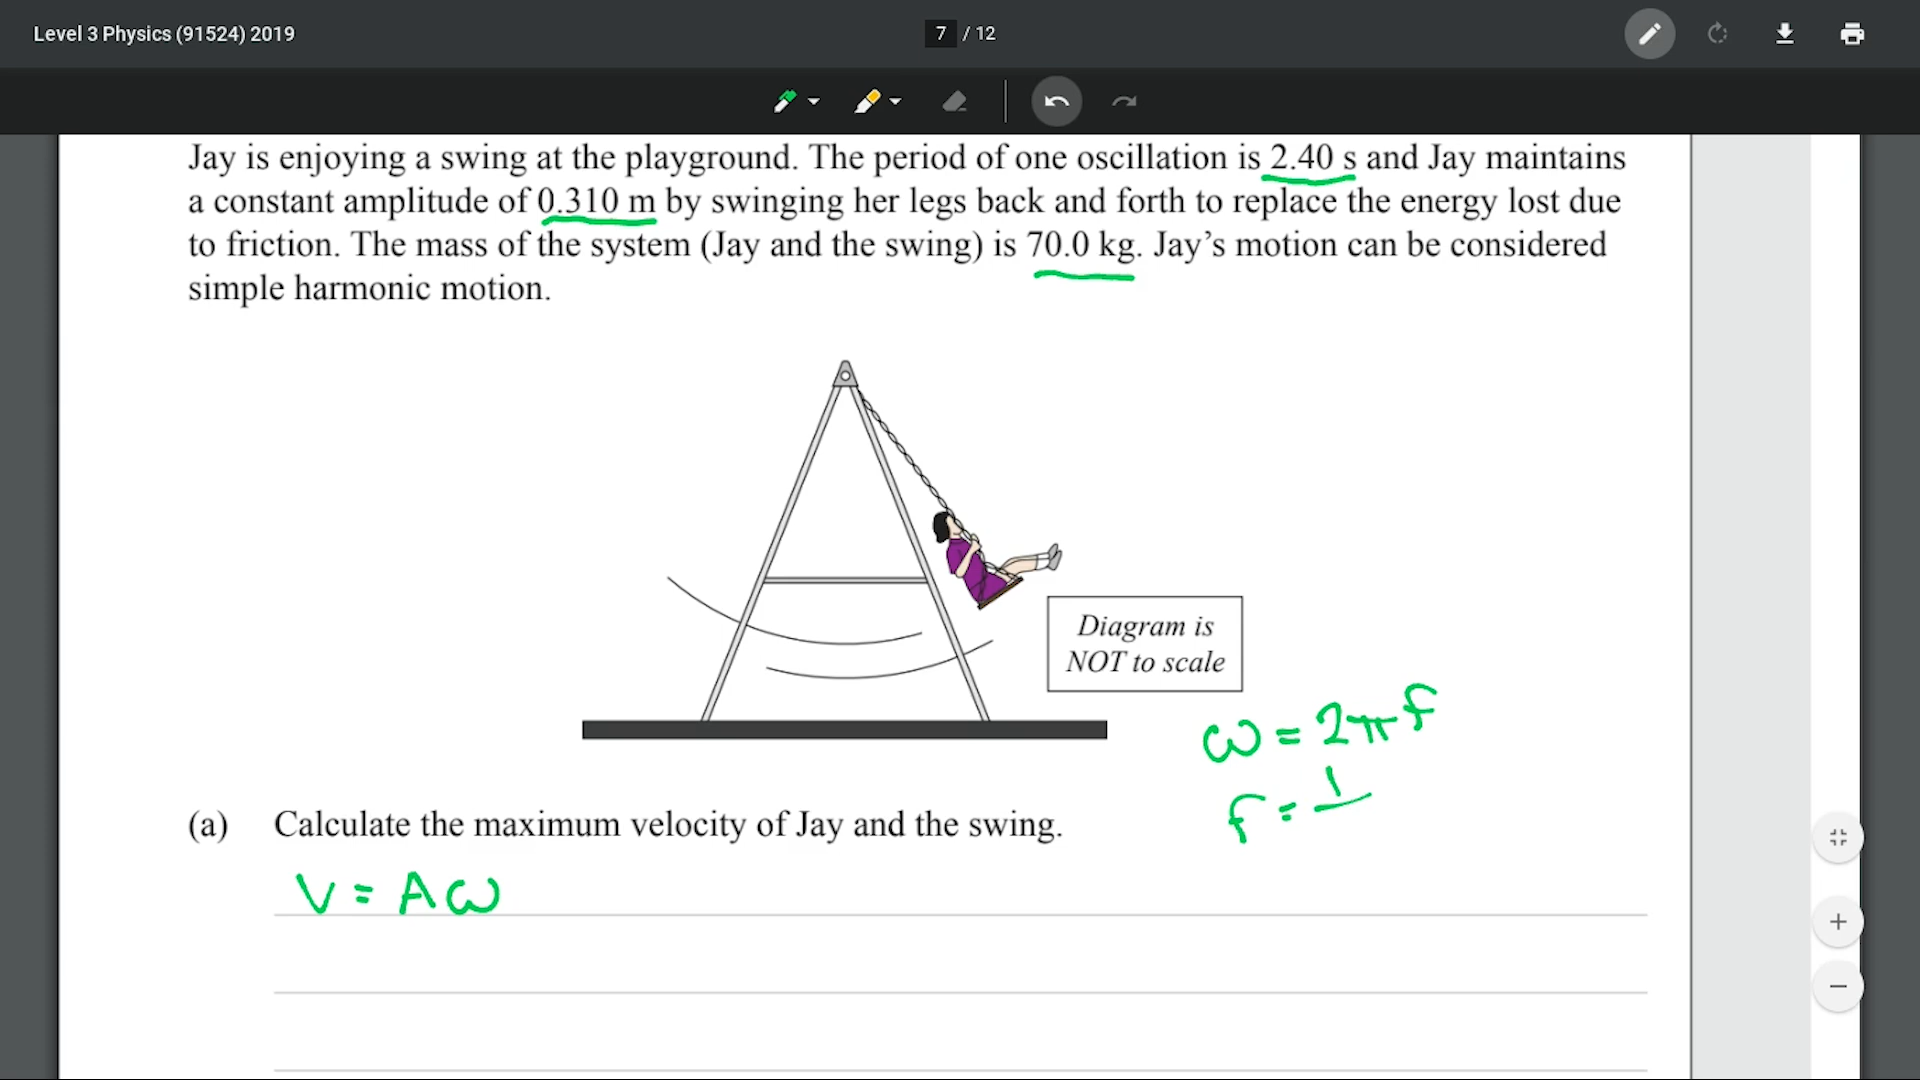 Level 3 Physics (91524) 2019
7 / 12
Jay is enjoying a swing at the playground. The period of one oscillation is 2.40 s and Jay maintains
a constant amplitude of 0.310 m by swinging her legs back and forth to replace the energy lost due
to friction. The mass of the system (Jay and the swing) is 70.0 kg. Jay’s motion can be considered
simple harmonic motion.
Diagram is
NOT to scale
ω = 2πf
f = 1
(a) Calculate the maximum velocity of Jay and the swing.
V = Aω